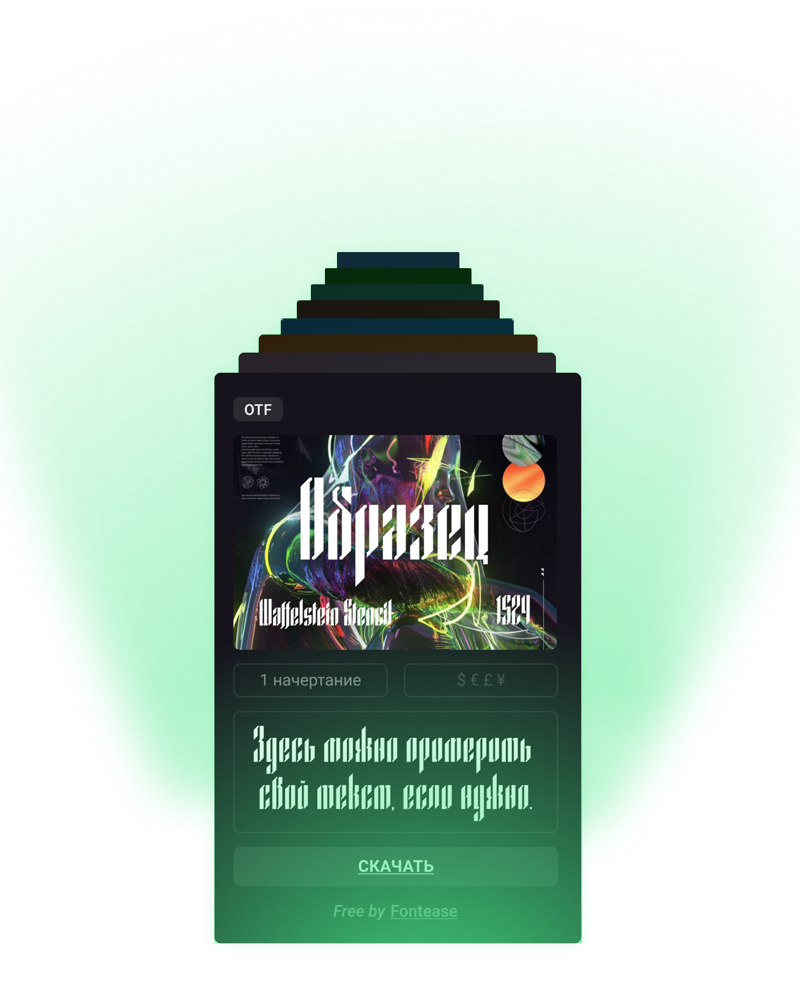 OTF
Образец
Waffelstein Stencil
1524
1 начертание
$ € £ ¥
Здесь можно примерить
свой текст, если нужно.
СКАЧАТЬ
Free by Fontease